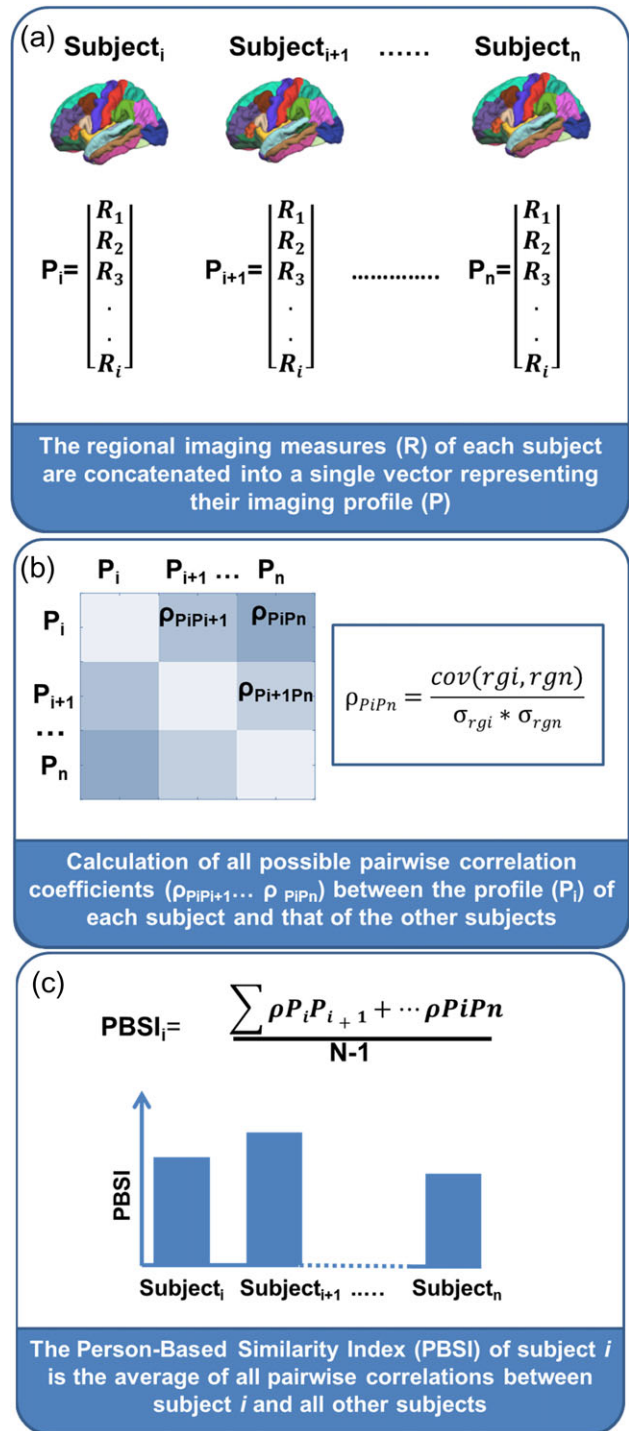 (a)
Subjectᵢ Subjectᵢ₊₁ ...... Subjectₙ
Pᵢ= [R₁ R₂ R₃ . . Rᵢ] Pᵢ₊₁= [R₁ R₂ R₃ . . Rᵢ] .............. Pₙ= [R₁ R₂ R₃ . . Rᵢ]
The regional imaging measures (R) of each subject
are concatenated into a single vector representing
their imaging profile (P)
(b)
Pᵢ Pᵢ₊₁ ... Pₙ
Pᵢ ρPiPi+1 ρPiPn
Pᵢ₊₁ ρPi+1Pn
...
Pₙ
ρPiPn = cov(rgi, rgn) / σrgi * σrgn
Calculation of all possible pairwise correlation
coefficients (ρPiPi+1... ρ PiPn) between the profile (Pᵢ) of
each subject and that of the other subjects
(c)
PBSIᵢ= ∑ ρPᵢPᵢ₊₁ + ⋯ ρPiPn / N-1
PBSI
Subjectᵢ Subjectᵢ₊₁ ..... Subjectₙ
The Person-Based Similarity Index (PBSI) of subject i
is the average of all pairwise correlations between
subject i and all other subjects